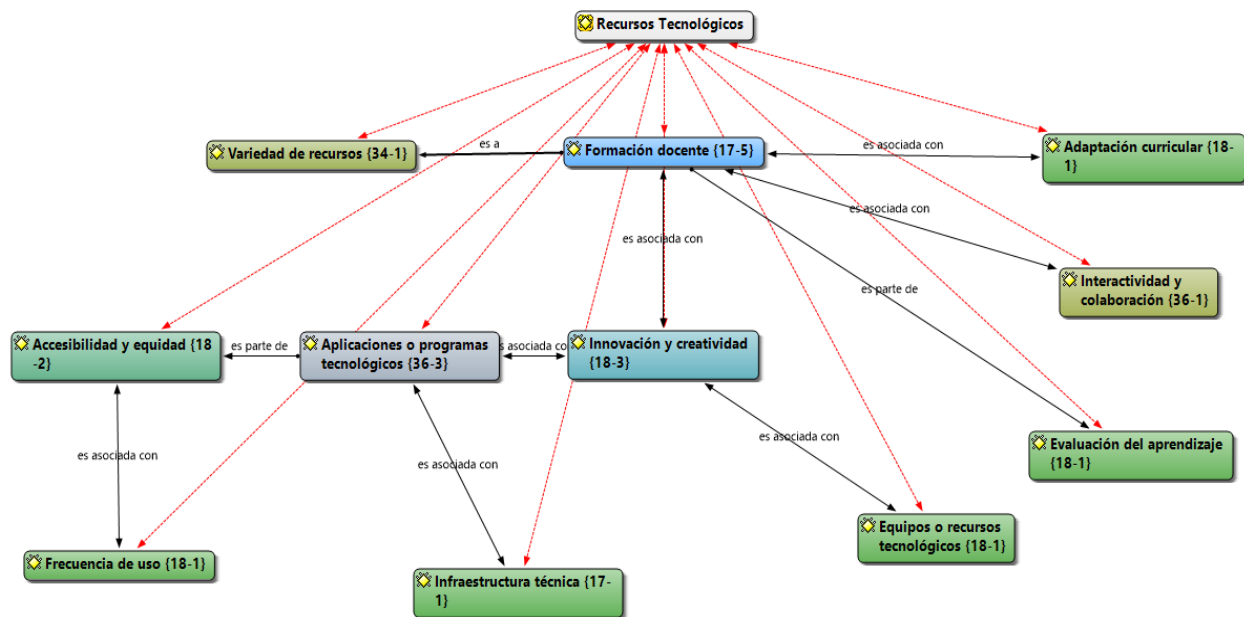 Recursos Tecnológicos
Variedad de recursos {34-1}
es a
Formación docente {17-5}
es asociada con
Adaptación curricular {18-
1}
es asociada con
es asociada con
Interactividad y
colaboración {36-1}
es parte de
Accesibilidad y equidad {18
-2}
es parte de
Aplicaciones o programas
tecnológicos {36-3}
es asociada co
Innovación y creatividad
{18-3}
es asociada con
es asociada con
es asociada con
Evaluación del aprendizaje
{18-1}
Equipos o recursos
tecnológicos {18-1}
Frecuencia de uso {18-1}
Infraestructura técnica {17-
1}